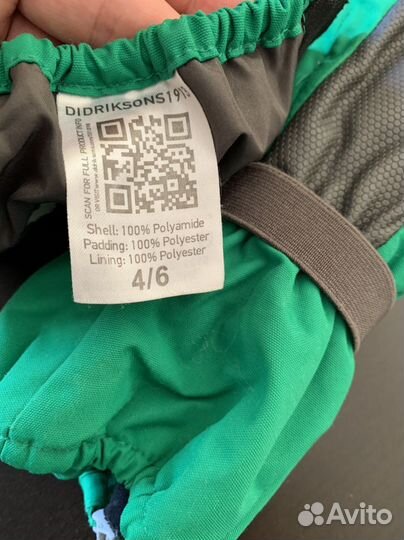 DIDRIKSONS1913
SCAN FOR FULL PRODUCT INFO
Shell: 100% Polyamide
Padding: 100% Polyester
Lining: 100% Polyester
4/6
Avito